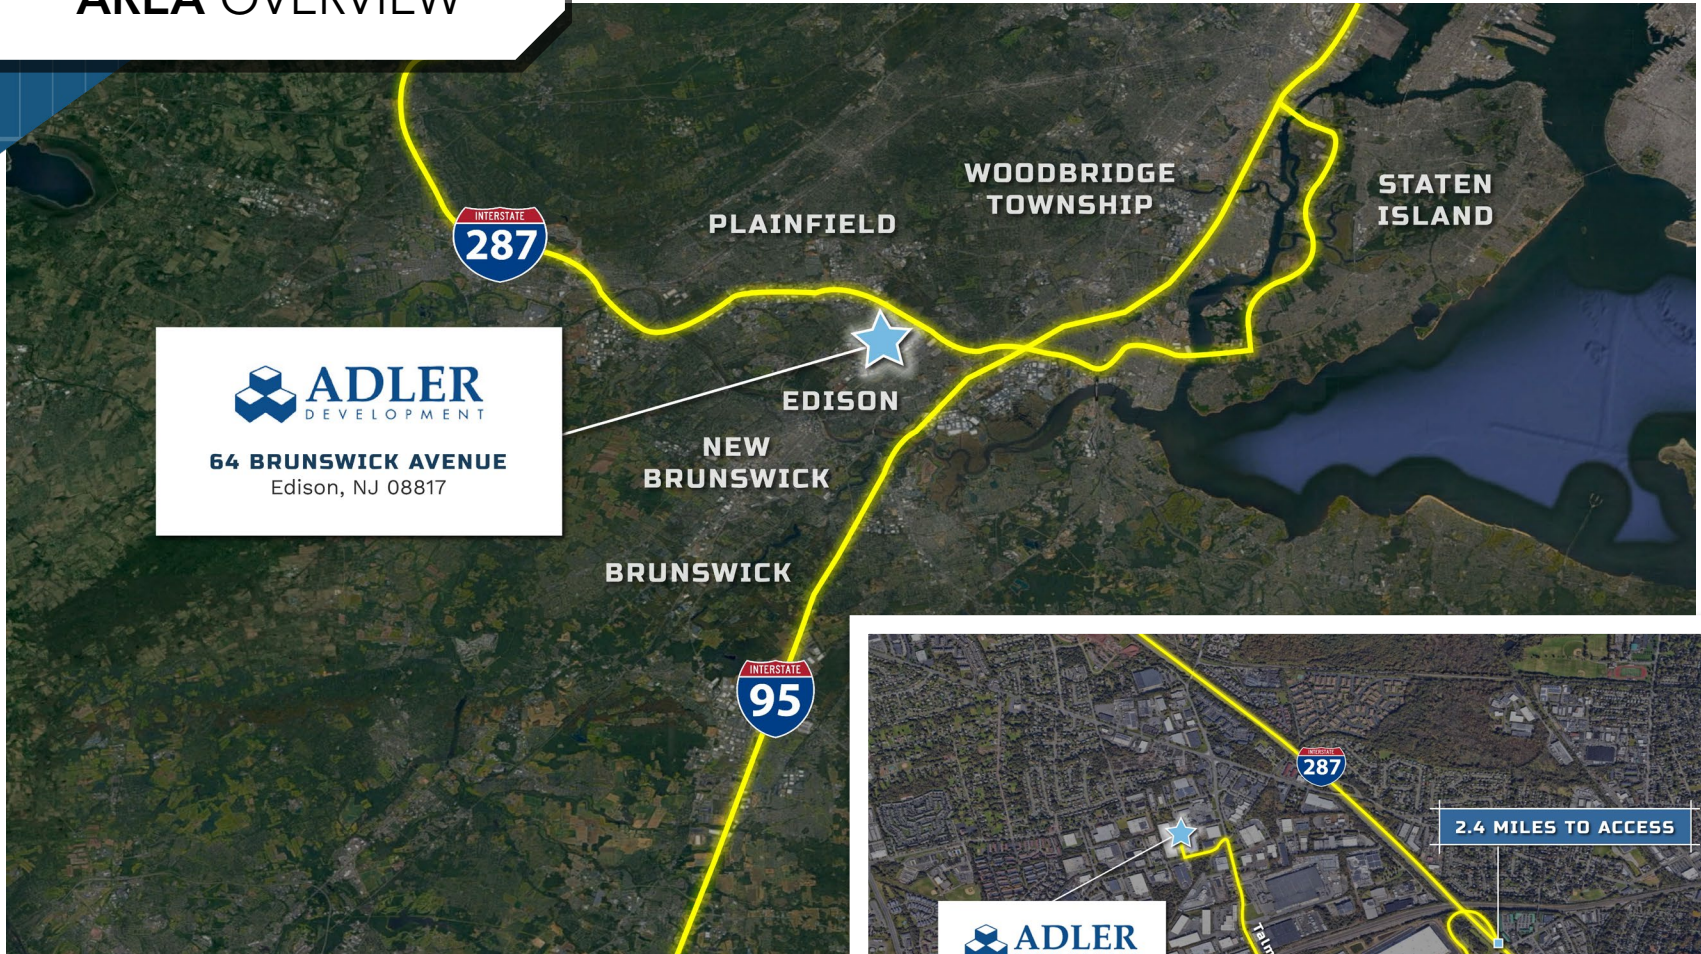 AREA OVERVIEW
WOODBRIDGE
TOWNSHIP
STATEN
ISLAND
PLAINFIELD
INTERSTATE
287
ADLER
DEVELOPMENT
64 BRUNSWICK AVENUE
Edison, NJ 08817
EDISON
NEW
BRUNSWICK
BRUNSWICK
INTERSTATE
95
INTERSTATE
287
2.4 MILES TO ACCESS
ADLER